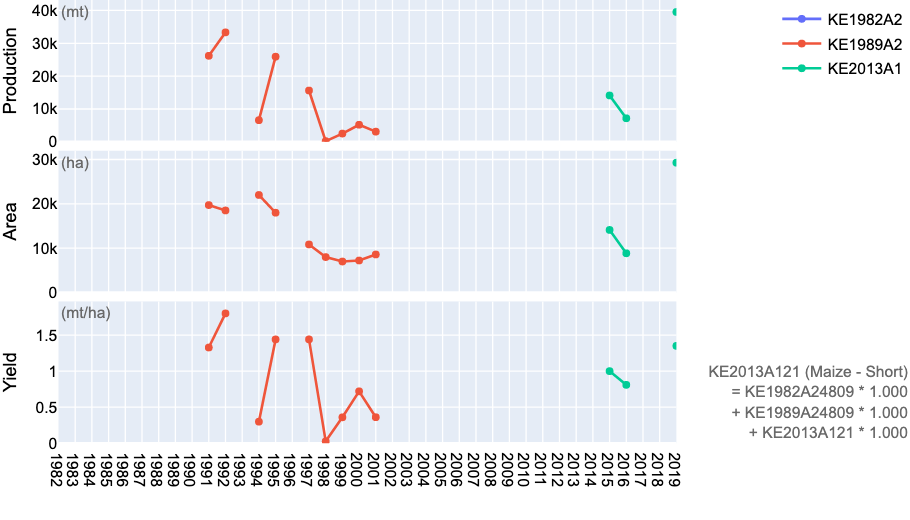 Production
(mt)
40k
30k
20k
10k
0
Area
(ha)
30k
20k
10k
0
Yield
(mt/ha)
1.5
1
0.5
0
1982
1983
1984
1985
1986
1987
1988
1989
1990
1991
1992
1993
1994
1995
1996
1997
1998
1999
2000
2001
2002
2003
2004
2005
2006
2007
2008
2009
2010
2011
2012
2013
2014
2015
2016
2017
2018
2019
KE1982A2
KE1989A2
KE2013A1
KE2013A121 (Maize - Short)
= KE1982A24809 * 1.000
+ KE1989A24809 * 1.000
+ KE2013A121 * 1.000